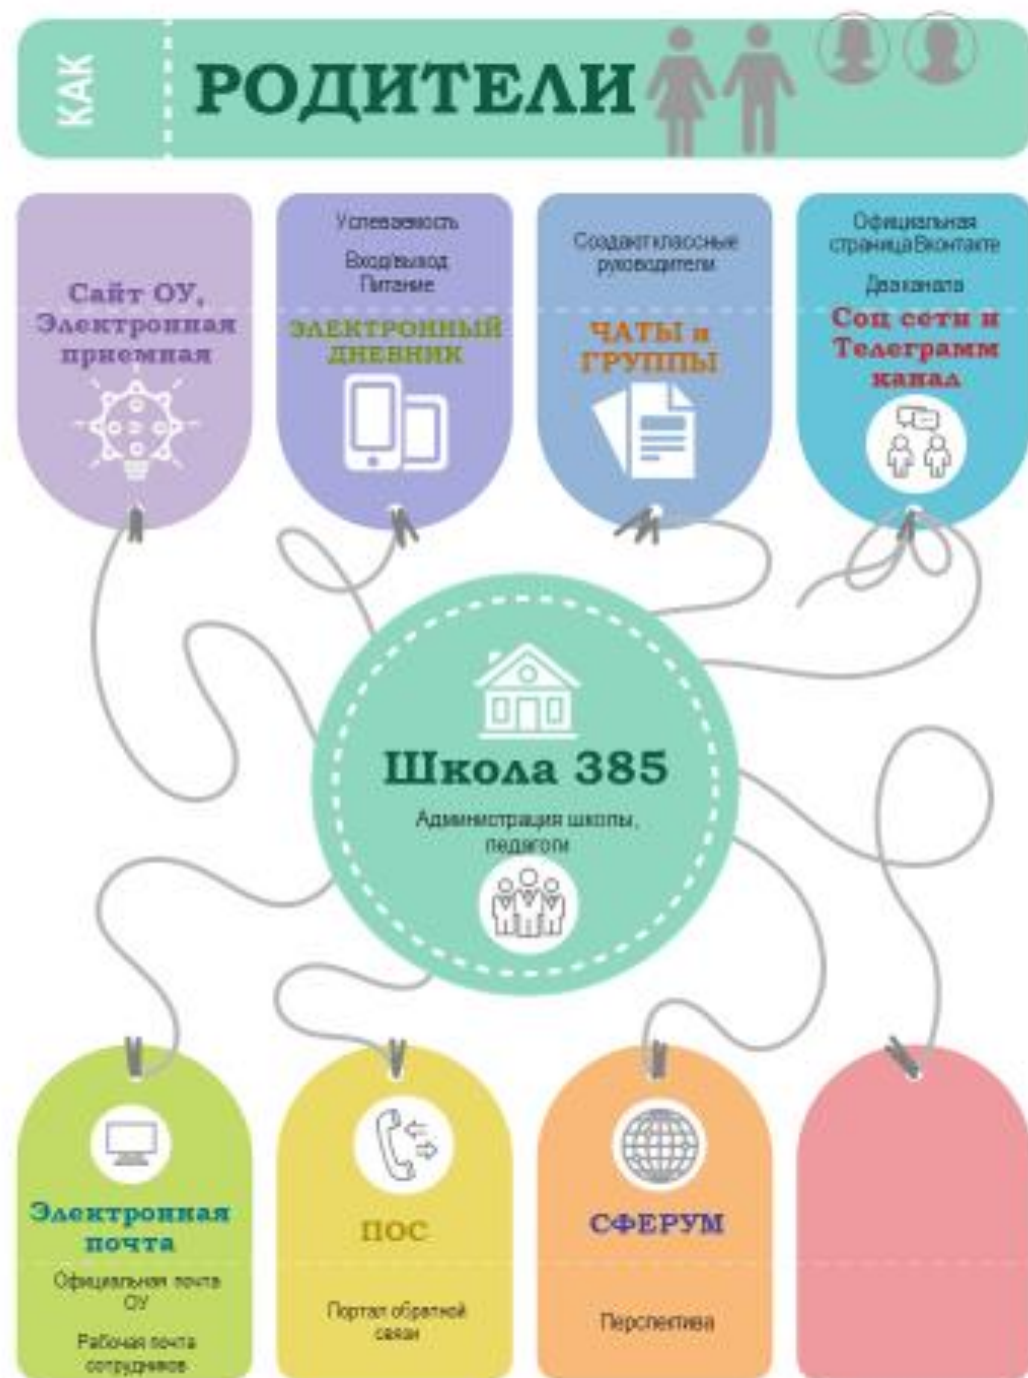 КАК
РОДИТЕЛИ
Сайт ОУ,
Электронная
приемная
Успеваемость
Вход/выход
Питание
ЭЛЕКТРОННЫЙ
ДНЕВНИК
Создают классные
руководители
ЧАТЫ и
ГРУППЫ
Официальная
страница Вконтакте
Два канала
Соц сети и
Телеграмм
канал
Школа 385
Администрация школы,
педагоги
Электронная
почта
Официальная почта
ОУ
Рабочая почта
сотрудников
ПОС
Портал обратной
связи
СФЕРУМ
Перспектива